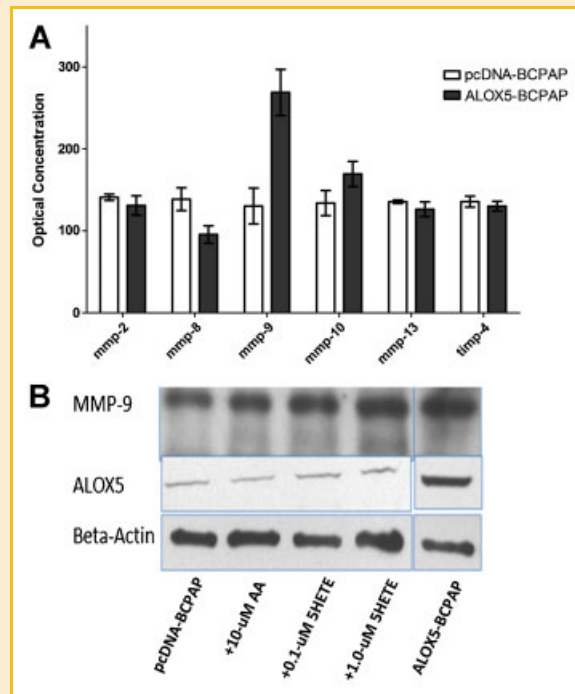 A
300
200
100
0
Optical Concentration
pcDNA-BCPAP
ALOX5-BCPAP
mmp-2
mmp-8
mmp-9
mmp-10
mmp-13
timp-4
B
MMP-9
ALOX5
Beta-Actin
pcDNA-BCPAP
+10-uM AA
+0.1-uM 5HETE
+1.0-uM 5HETE
ALOX5-BCPAP